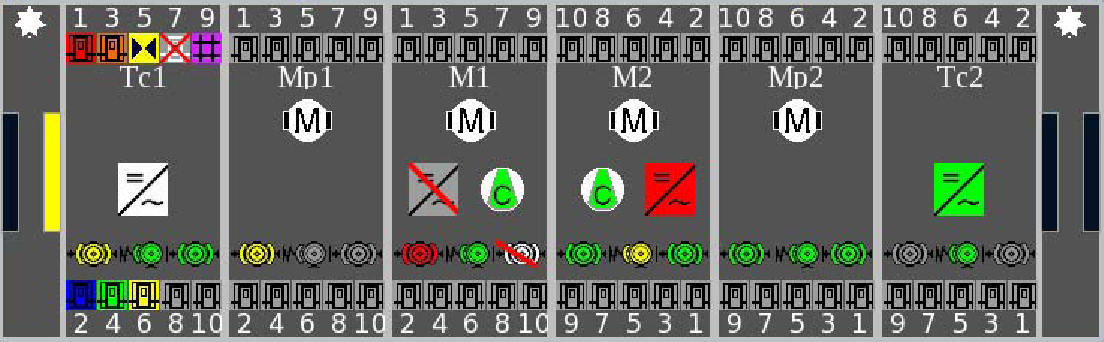 1 3 5 7 9 1 3 5 7 9 1 3 5 7 9 10 8 6 4 2 10 8 6 4 2 10 8 6 4 2
Tc1 Mp1 M1 M2 Mp2 Tc2
M M M M
C C
2 4 6 8 10 2 4 6 8 10 2 4 6 8 10 9 7 5 3 1 9 7 5 3 1 9 7 5 3 1